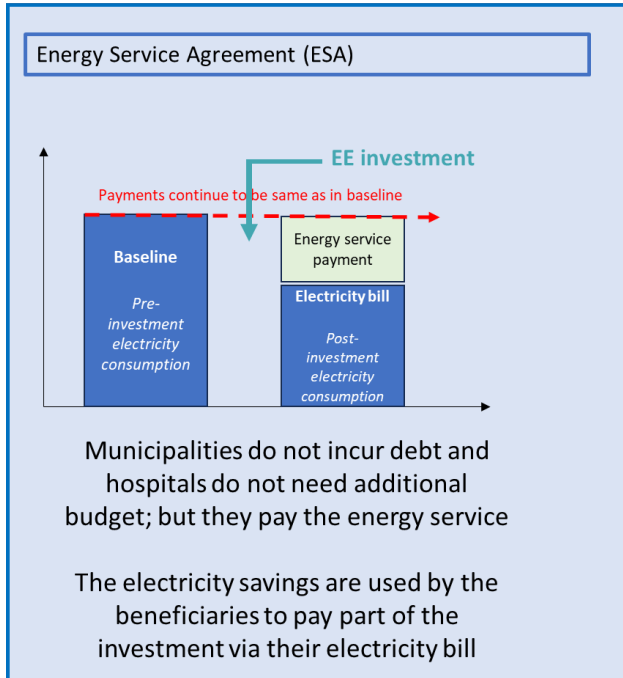 Energy Service Agreement (ESA)
EE investment
Payments continue to be same as in baseline
Baseline
Pre-
investment
electricity
consumption
Energy service
payment
Electricity bill
Post-
investment
electricity
consumption
Municipalities do not incur debt and
hospitals do not need additional
budget; but they pay the energy service
The electricity savings are used by the
beneficiaries to pay part of the
investment via their electricity bill